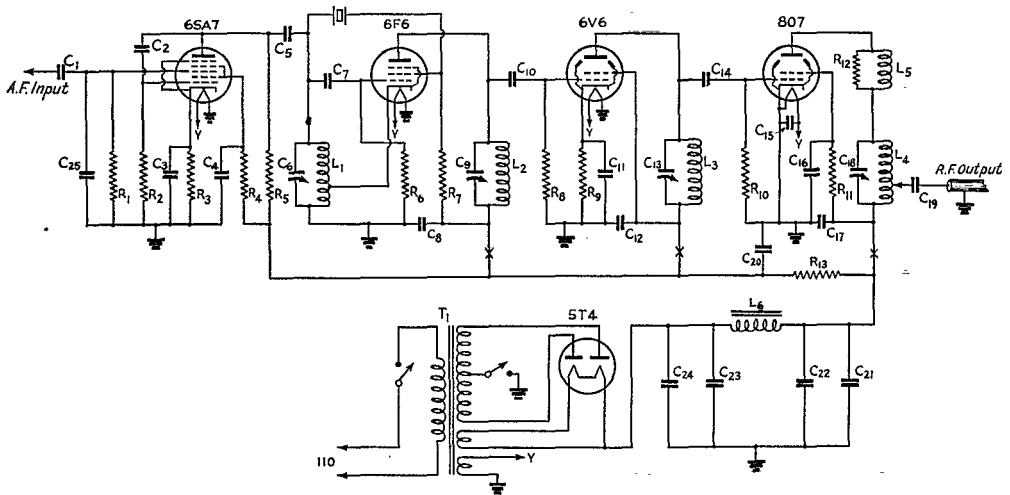 6SA7
6F6
6V6
807
C1
A.F. Input
C2
C5
C7
C10
C14
R12
L5
Y
Y
C15
Y
C25
R1
R2
C3
R3
C4
R4
R5
C6
L1
R6
R7
C9
L2
R8
R9
C11
C13
L3
R10
C16
R11
C18
L4
R.F. Output
C19
C8
C12
C17
C20
R13
T1
5T4
L6
C24
C23
C22
C21
110
Y